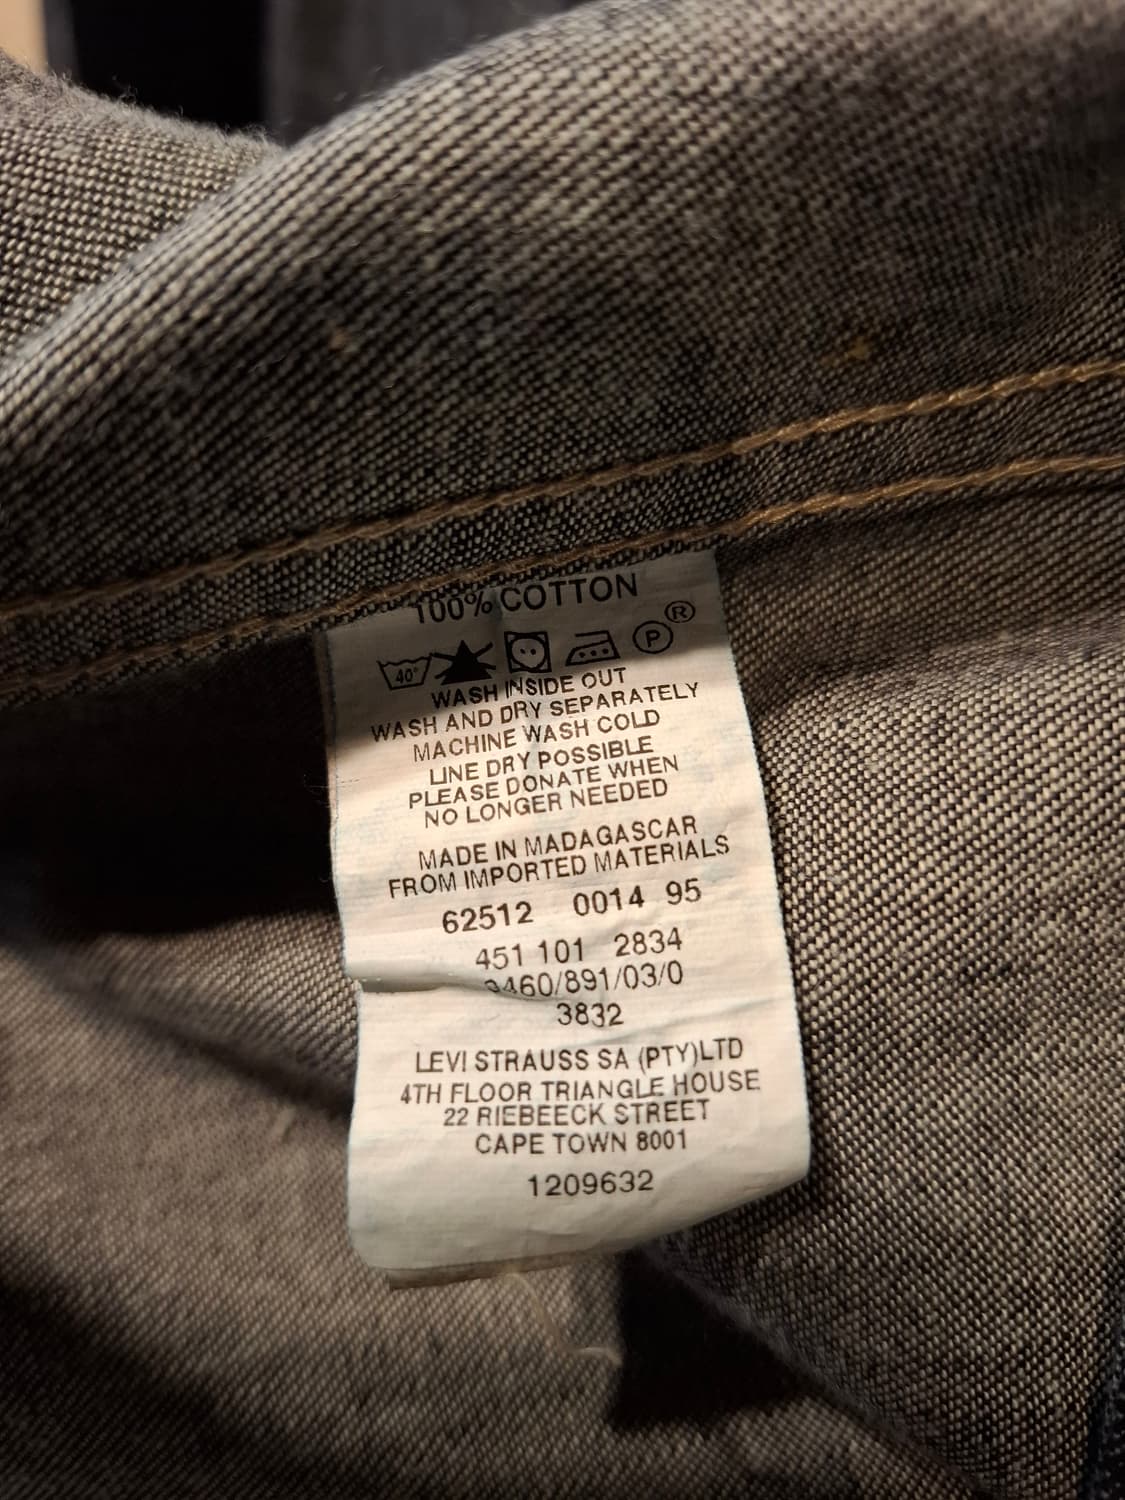 100% COTTON
40°
P ®
WASH INSIDE OUT
WASH AND DRY SEPARATELY
MACHINE WASH COLD
LINE DRY POSSIBLE
PLEASE DONATE WHEN
NO LONGER NEEDED
MADE IN MADAGASCAR
FROM IMPORTED MATERIALS
62512 0014 95
451 101 2834
3832
LEVI STRAUSS SA (PTY)LTD
4TH FLOOR TRIANGLE HOUSE
22 RIEBEECK STREET
CAPE TOWN 8001
1209632